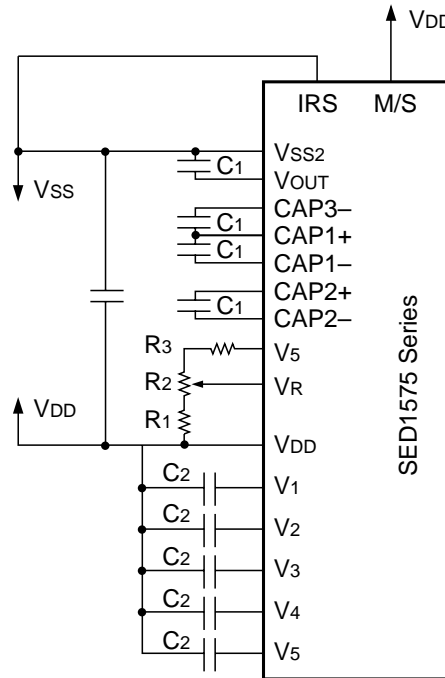 VDD
IRS M/S
VSS2
C1
VSS
VOUT
CAP3–
C1
CAP1+
C1
CAP1–
CAP2+
C1
CAP2–
R3
V5
R2
VR
VDD
R1
VDD
C2
V1
C2
V2
C2
V3
C2
V4
C2
V5
SED1575 Series